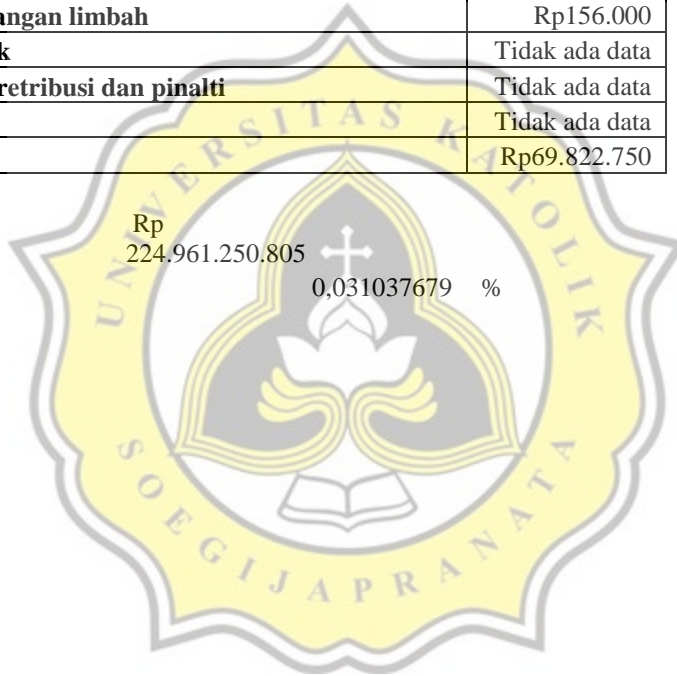 angan limbah Rp156.000
k Tidak ada data
retribusi dan pinalti Tidak ada data
Tidak ada data
Rp69.822.750
Rp
224.961.250.805
0,031037679 %
UNIVERSITAS KATOLIK
SOEGIJAPRANATA